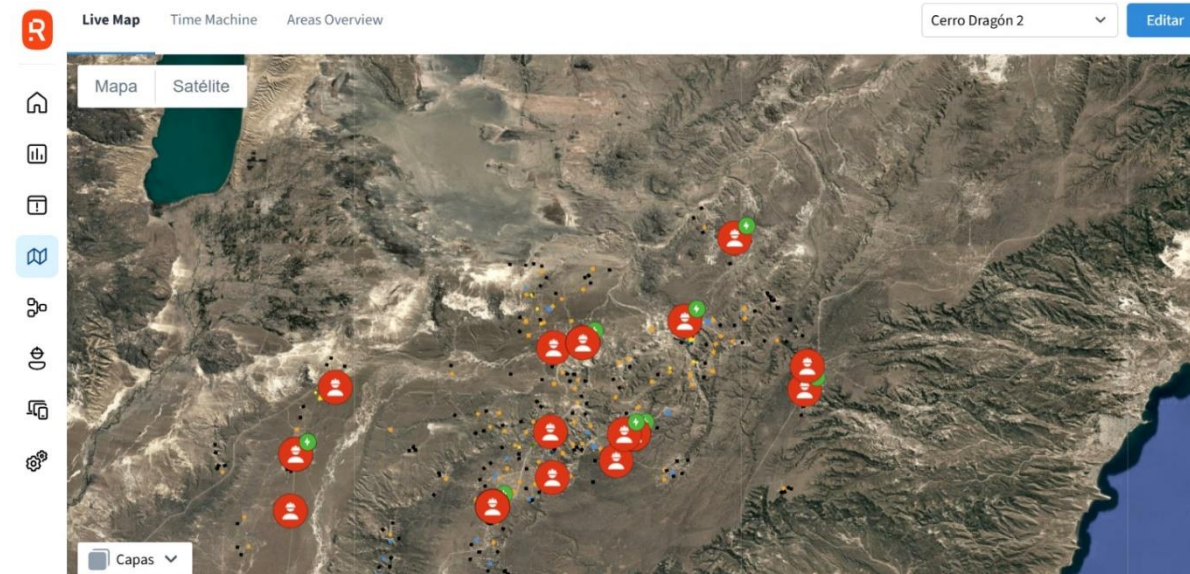 R
Live Map
Time Machine
Areas Overview
Cerro Dragón 2
Editar
Mapa
Satélite
Capas